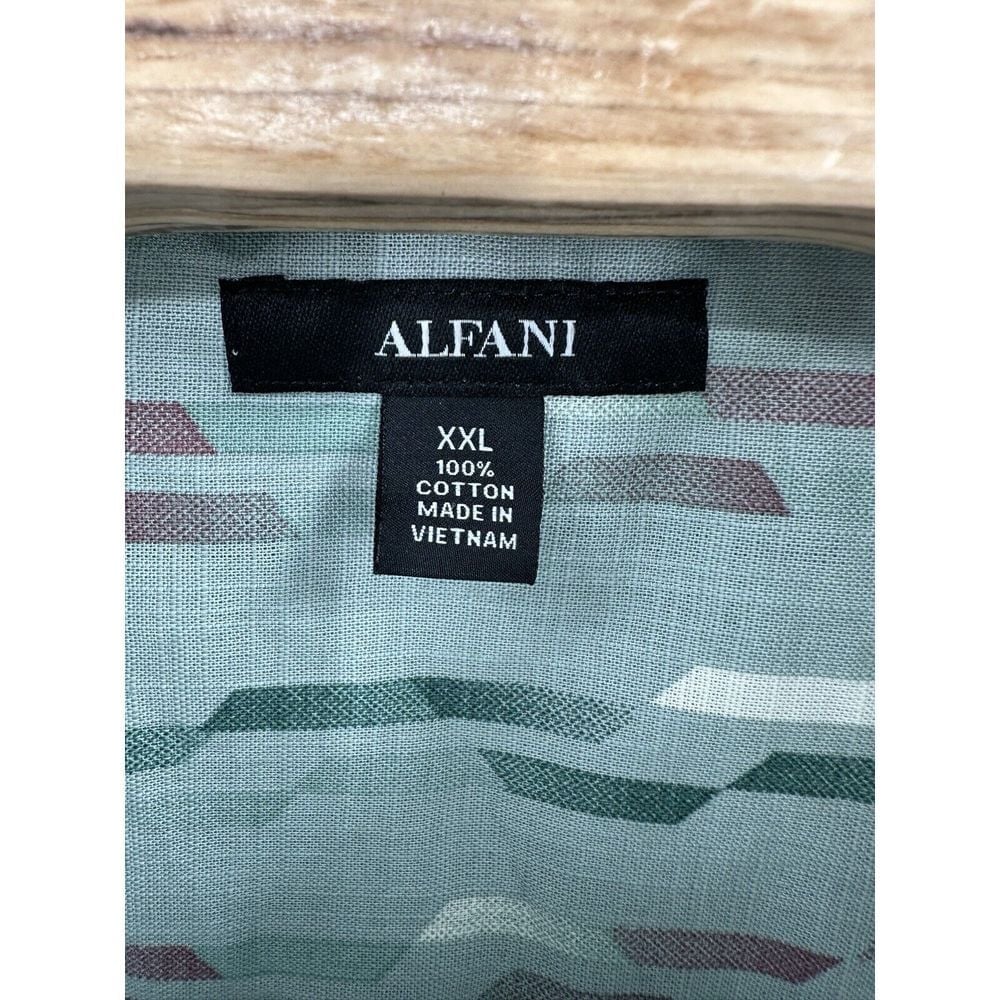 ALFANI
XXL
100%
COTTON
MADE IN
VIETNAM